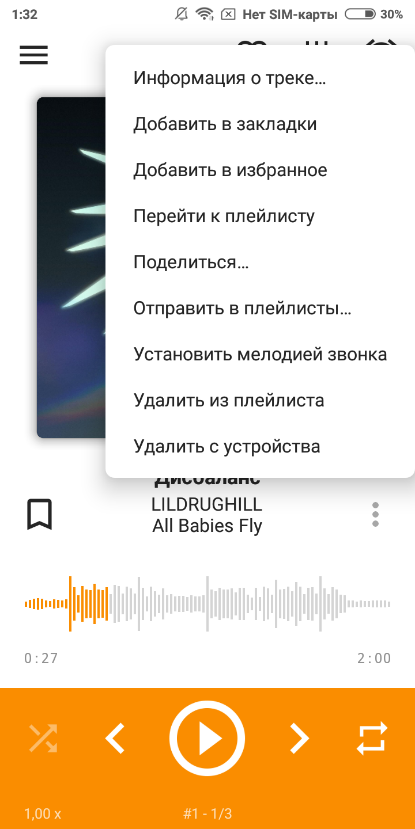 1:32
Нет SIM-карты
30%
Информация о треке...
Добавить в закладки
Добавить в избранное
Перейти к плейлисту
Поделиться...
Отправить в плейлисты...
Установить мелодией звонка
Удалить из плейлиста
Удалить с устройства
Дисбаланс
LILDRUGHILL
All Babies Fly
0:27
2:00
1,00 x
#1 - 1/3